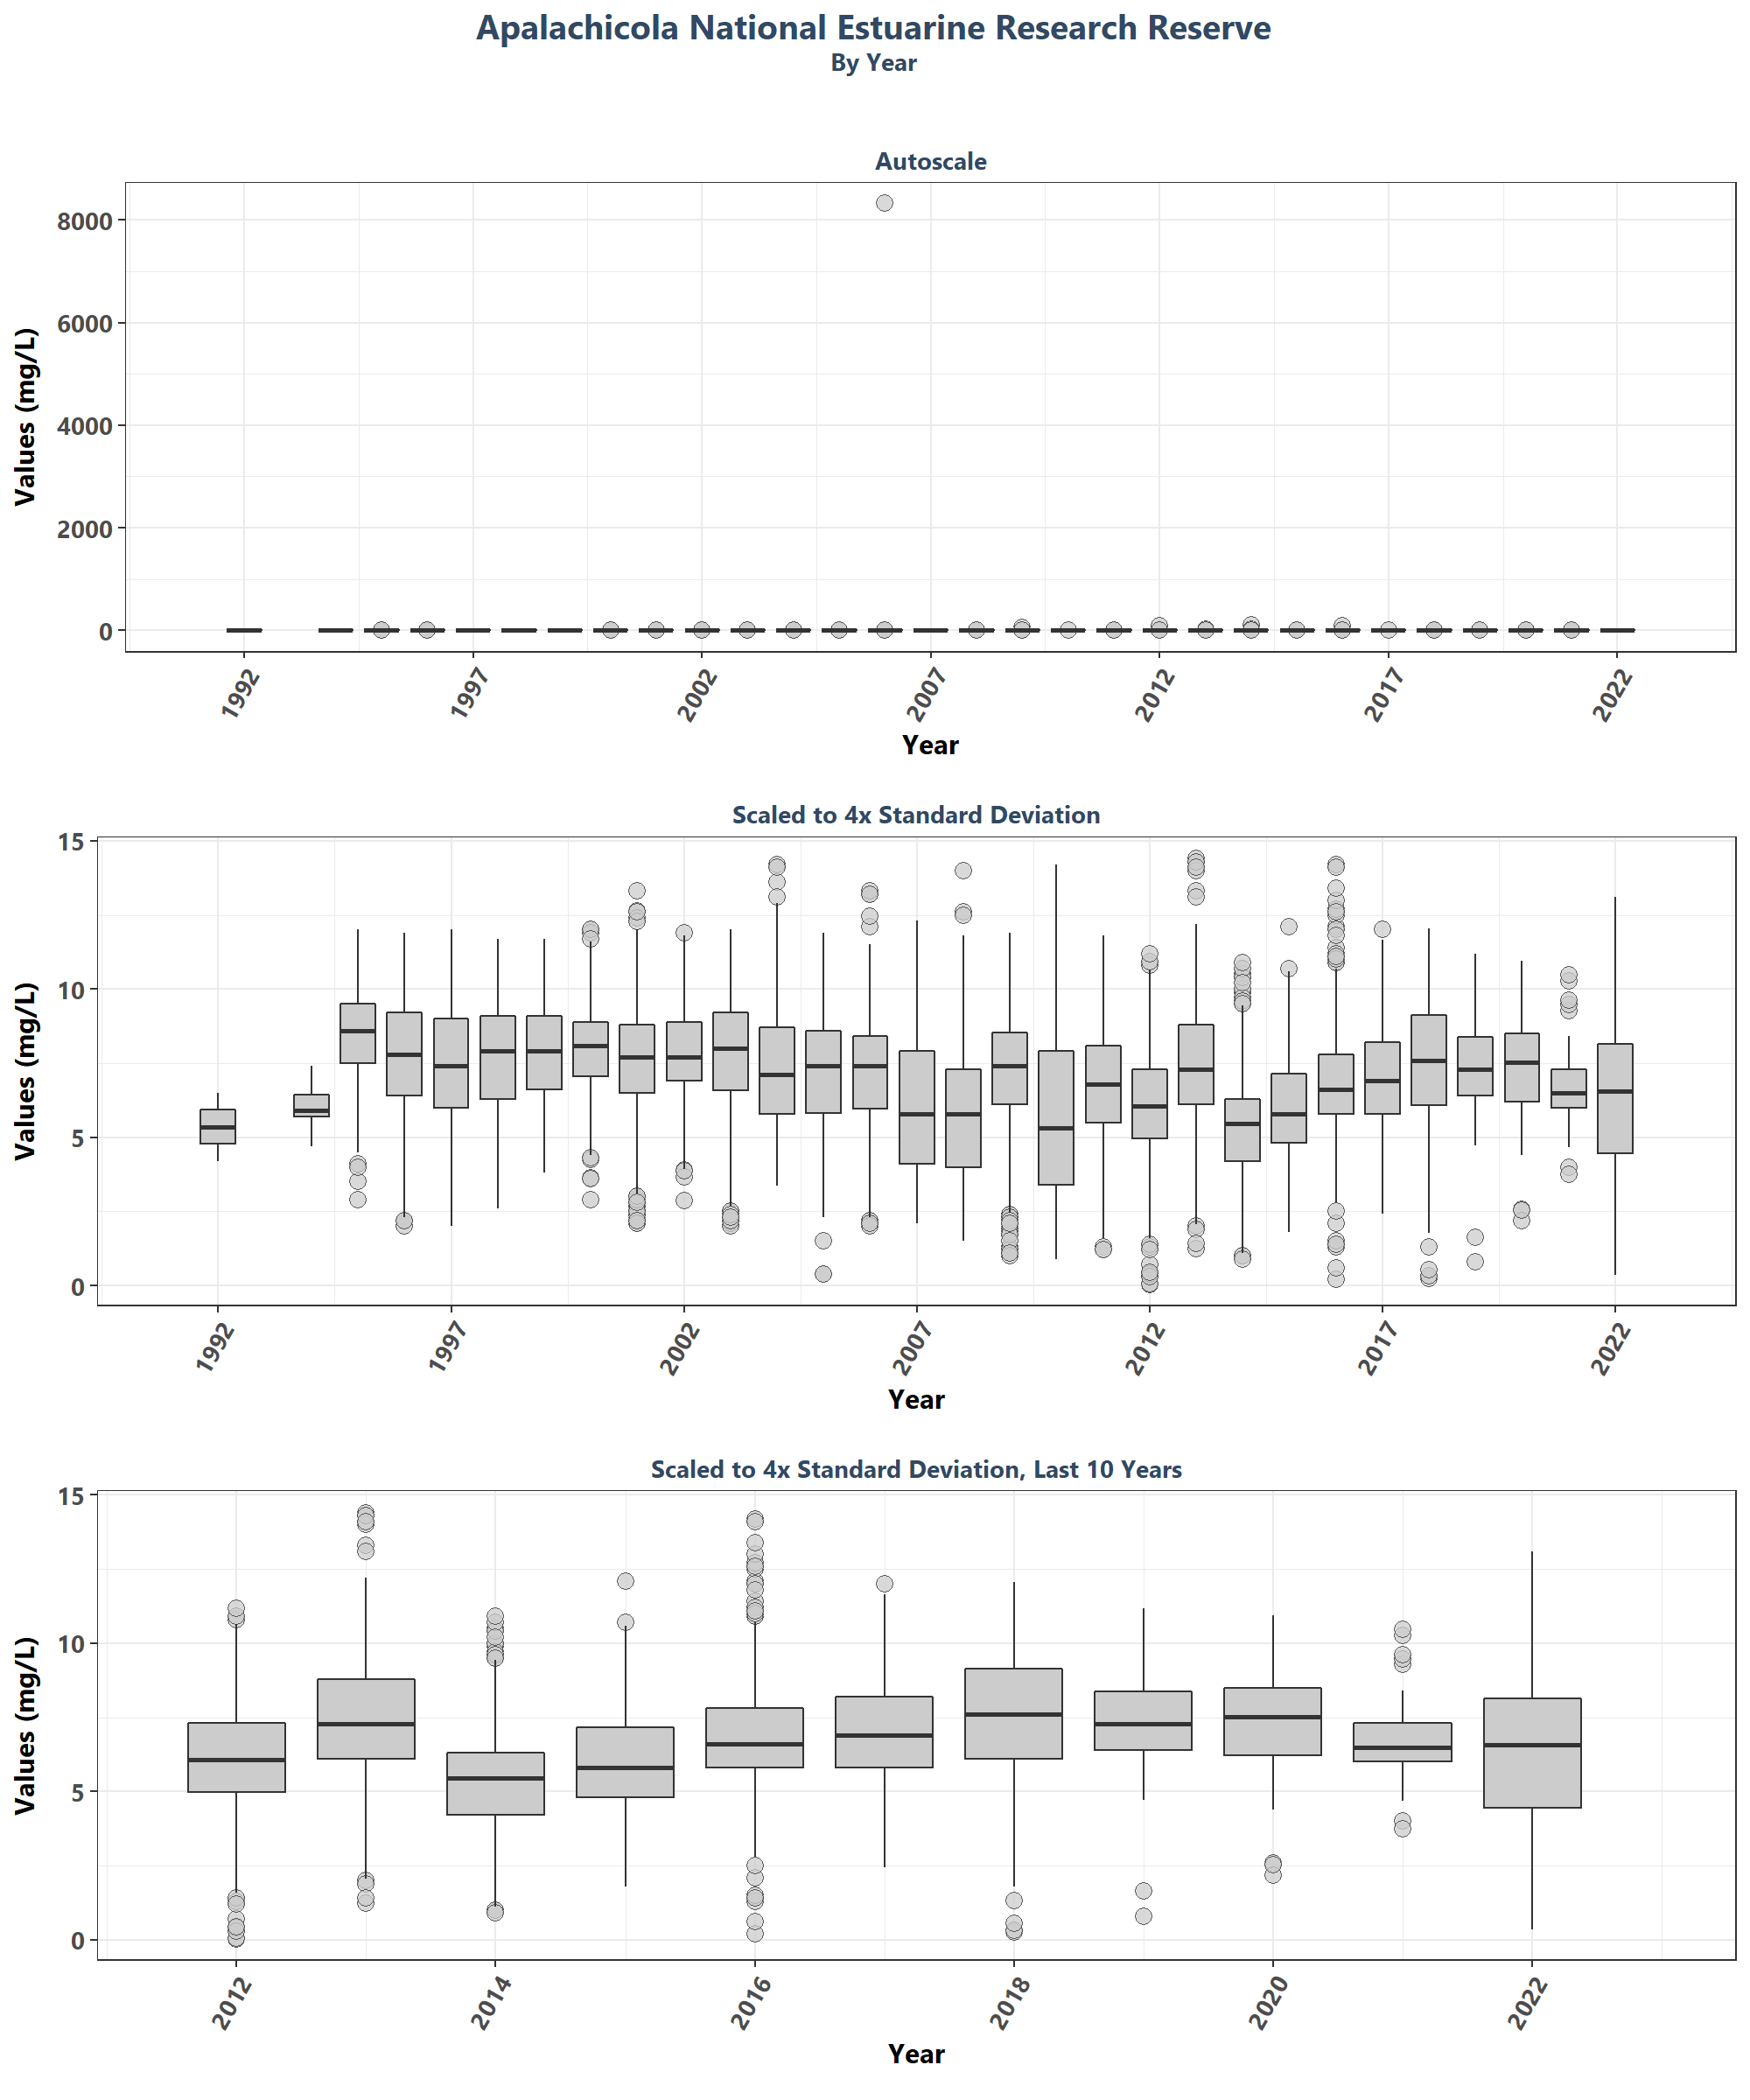 Apalachicola National Estuarine Research Reserve
By Year
Autoscale
Values (mg/L)
8000
6000
4000
2000
0
1992 1997 2002 2007 2012 2017 2022
Year
Scaled to 4x Standard Deviation
Values (mg/L)
15
10
5
0
1992 1997 2002 2007 2012 2017 2022
Year
Scaled to 4x Standard Deviation, Last 10 Years
Values (mg/L)
15
10
5
0
2012 2014 2016 2018 2020 2022
Year